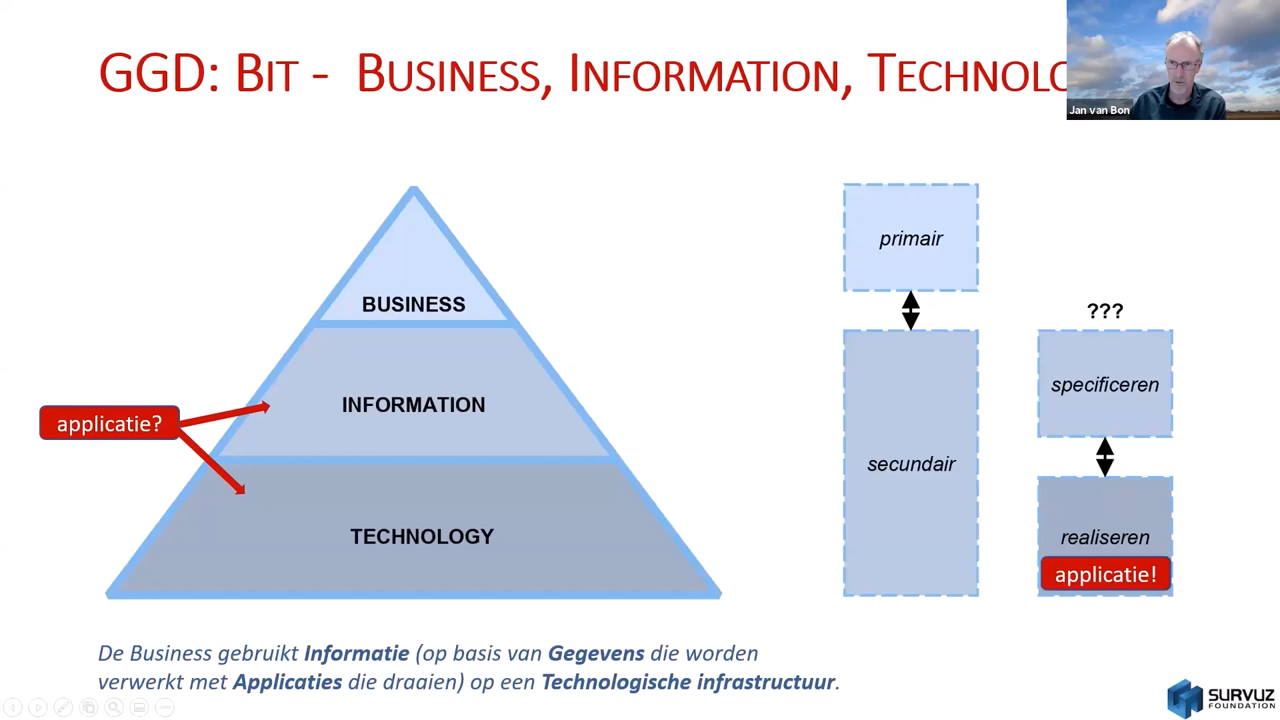 GGD: BIT - BUSINESS, INFORMATION, TECHNOLO
Jan van Bon
BUSINESS
INFORMATION
TECHNOLOGY
applicatie?
primair
secundair
???
specificeren
realiseren
applicatie!
De Business gebruikt Informatie (op basis van Gegevens die worden
verwerkt met Applicaties die draaien) op een Technologische infrastructuur.
SURVUZ
FOUNDATION